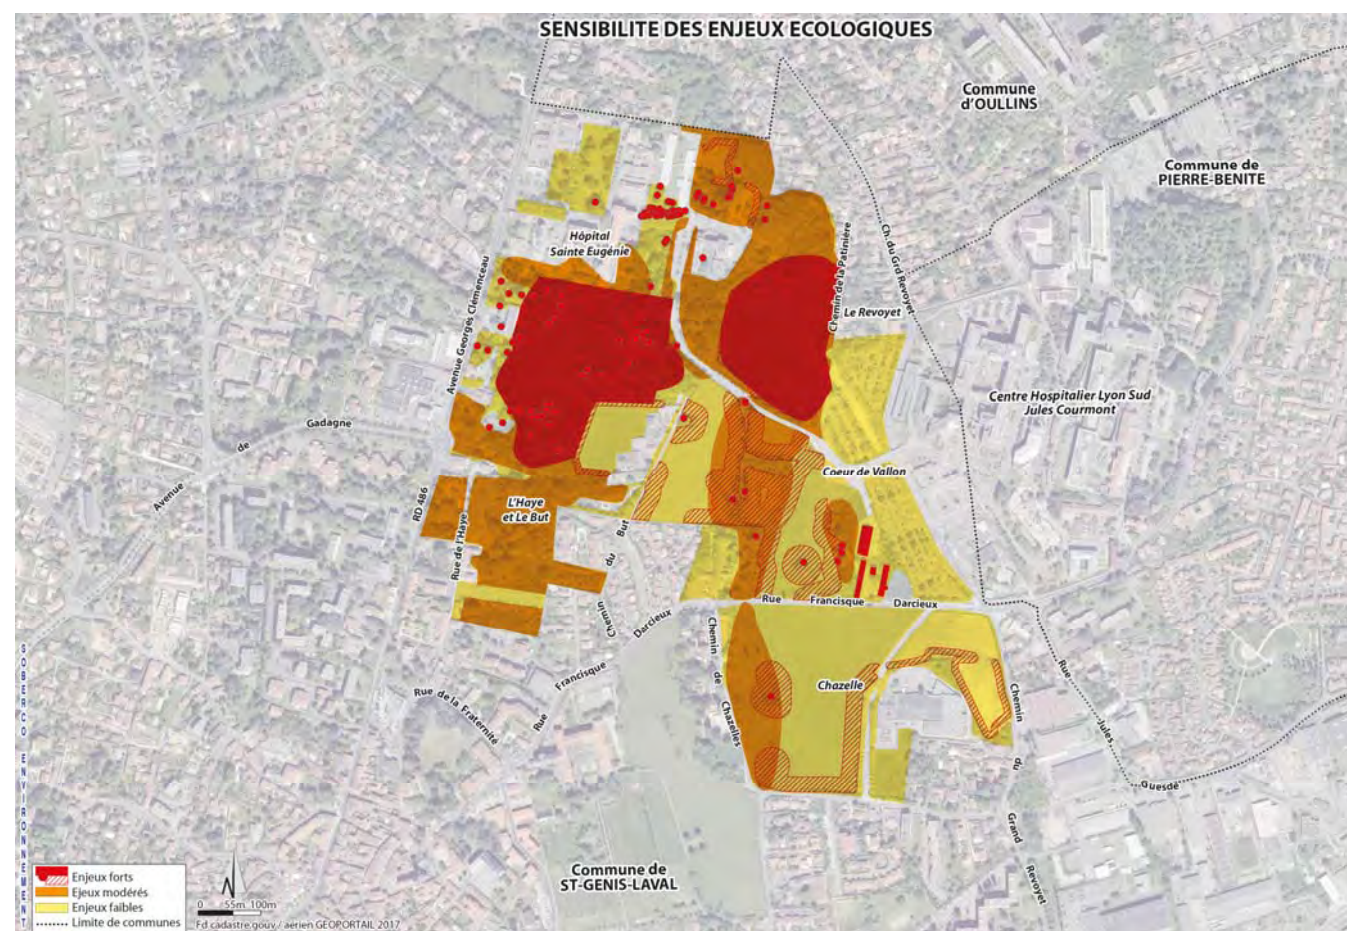 SENSIBILITE DES ENJEUX ECOLOGIQUES
Commune
d'OULLINS
Commune de
PIERRE-BENITE
Hôpital
Sainte Eugénie
Avenue Georges Clémenceau
Chemin de la Patinière
Ch. du Grd Revoyet
Le Revoyet
Centre Hospitalier Lyon Sud
Jules Courmont
Avenue de Gadagne
Coeur de Vallon
RD 486
Rue de l'Haye
L'Haye
et Le But
Chemin du But
Rue Francisque Darcieux
Rue Francisque Darcieux
Rue de la Fraternité
Chemin de Chazelles
Chazelle
Chemin du Grand Revoyet
Rue Jules Guesde
Commune de
ST-GENIS-LAVAL
SOBERCO ENVIRONNEMENT
Enjeux forts
Ejeux modérés
Enjeux faibles
Limite de communes
N
0 55m 100m
Fd cadastre.gouv / aerien GEOPORTAIL 2017